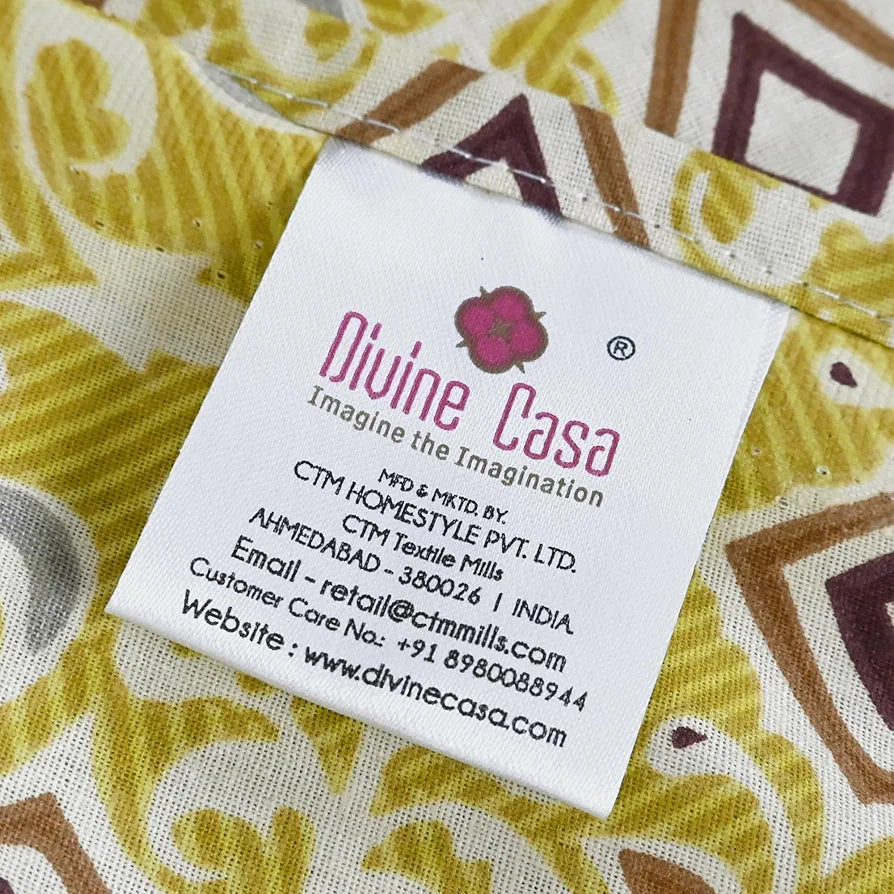 ®
Divine Casa
Imagine the Imagination
MFD & MKTD. BY.
CTM HOMESTYLE PVT. LTD.
CTM Textile Mills
AHMEDABAD - 380026 | INDIA.
Email - retail@ctmmills.com
Customer Care No.: +91 8980088944
Website : www.divinecasa.com